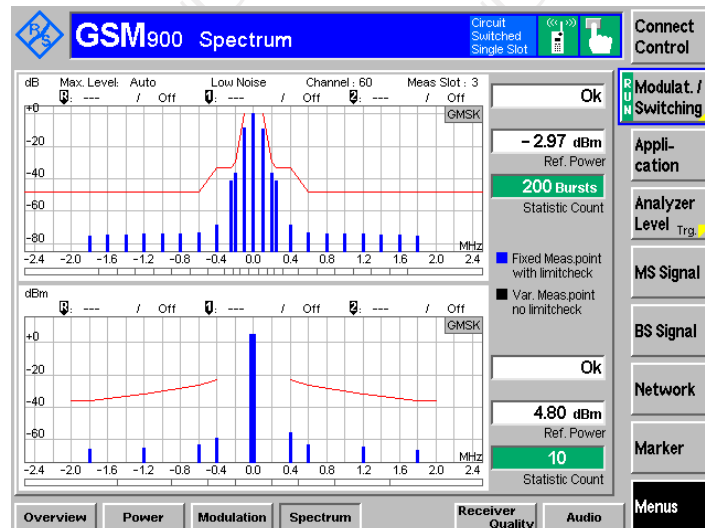 R S GSM900 Spectrum Circuit Switched Single Slot
Connect Control
RUN Modulat. / Switching
Appli-cation
Analyzer Level Trg.
MS Signal
BS Signal
Network
Marker
Menus
dB Max. Level: Auto Low Noise Channel : 60 Meas Slot : 3
R: --- / Off 1: --- / Off 2: --- / Off
GMSK
+0
-20
-40
-60
-80
MHz
-2.4 -2.0 -1.6 -1.2 -0.8 -0.4 0.0 0.4 0.8 1.2 1.6 2.0 2.4
Ok
-2.97 dBm
Ref. Power
200 Bursts
Statistic Count
Fixed Meas.point
with limitcheck
Var. Meas.point
no limitcheck
dBm
R: --- / Off 1: --- / Off 2: --- / Off
GMSK
+0
-20
-40
-60
MHz
-2.4 -2.0 -1.6 -1.2 -0.8 -0.4 0.0 0.4 0.8 1.2 1.6 2.0 2.4
Ok
4.80 dBm
Ref. Power
10
Statistic Count
Overview Power Modulation Spectrum Receiver Quality Audio